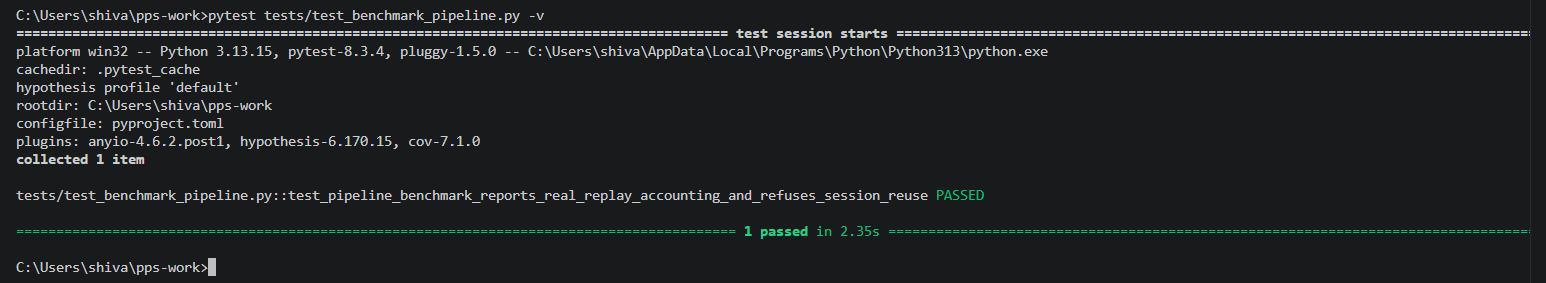 C:\Users\shiva\pps-work>pytest tests/test_benchmark_pipeline.py -v
========================================================================================= test session starts =========================================================================================
platform win32 -- Python 3.13.15, pytest-8.3.4, pluggy-1.5.0 -- C:\Users\shiva\AppData\Local\Programs\Python\Python313\python.exe
cachedir: .pytest_cache
hypothesis profile 'default'
rootdir: C:\Users\shiva\pps-work
configfile: pyproject.toml
plugins: anyio-4.6.2.post1, hypothesis-6.170.15, cov-7.1.0
collected 1 item
tests/test_benchmark_pipeline.py::test_pipeline_benchmark_reports_real_replay_accounting_and_refuses_session_reuse PASSED
========================================================================================== 1 passed in 2.35s ==========================================================================================
C:\Users\shiva\pps-work>